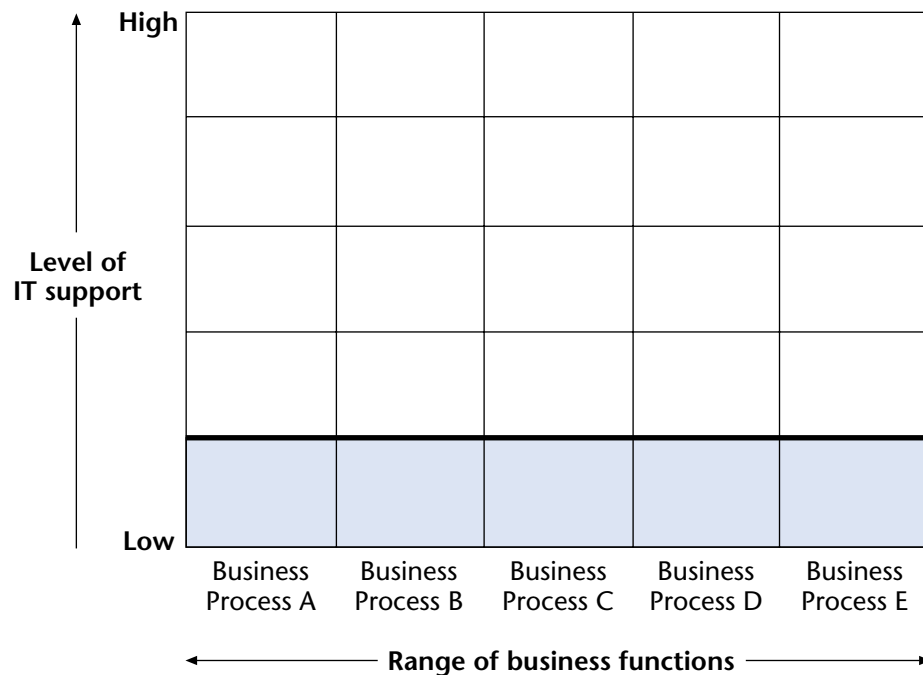 High
Level of
IT support
Low
Business
Process A
Business
Process B
Business
Process C
Business
Process D
Business
Process E
Range of business functions